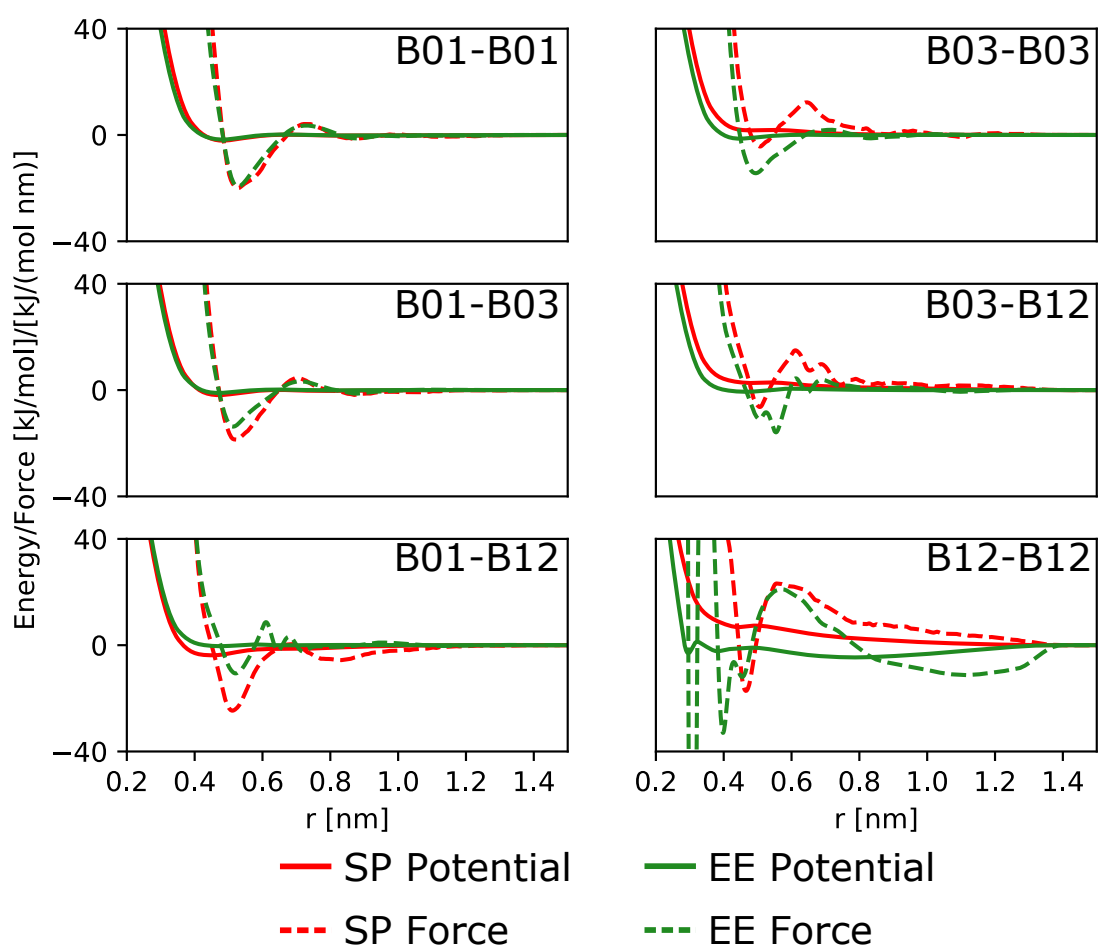 Energy/Force [kJ/mol]/[kJ/(mol nm)]
40
0
−40
B01-B01
B03-B03
40
0
−40
B01-B03
B03-B12
40
0
−40
B01-B12
B12-B12
0.2 0.4 0.6 0.8 1.0 1.2 1.4
0.2 0.4 0.6 0.8 1.0 1.2 1.4
r [nm]
r [nm]
SP Potential
EE Potential
SP Force
EE Force